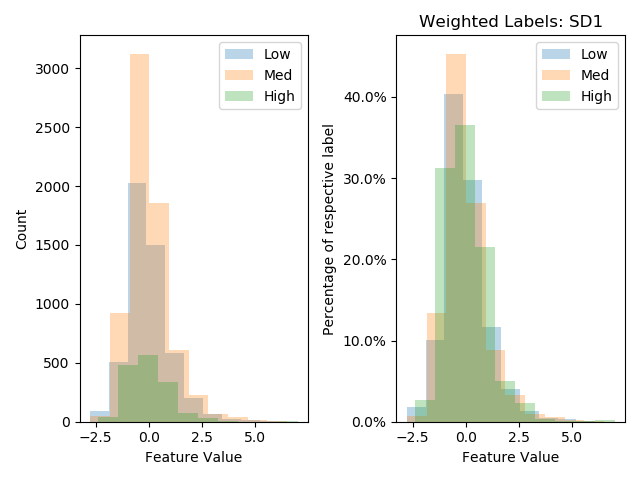 Weighted Labels: SD1
Count
3000
2500
2000
1500
1000
500
0
−2.5 0.0 2.5 5.0
Feature Value
Low
Med
High
Percentage of respective label
40.0%
30.0%
20.0%
10.0%
0.0%
−2.5 0.0 2.5 5.0
Feature Value
Low
Med
High